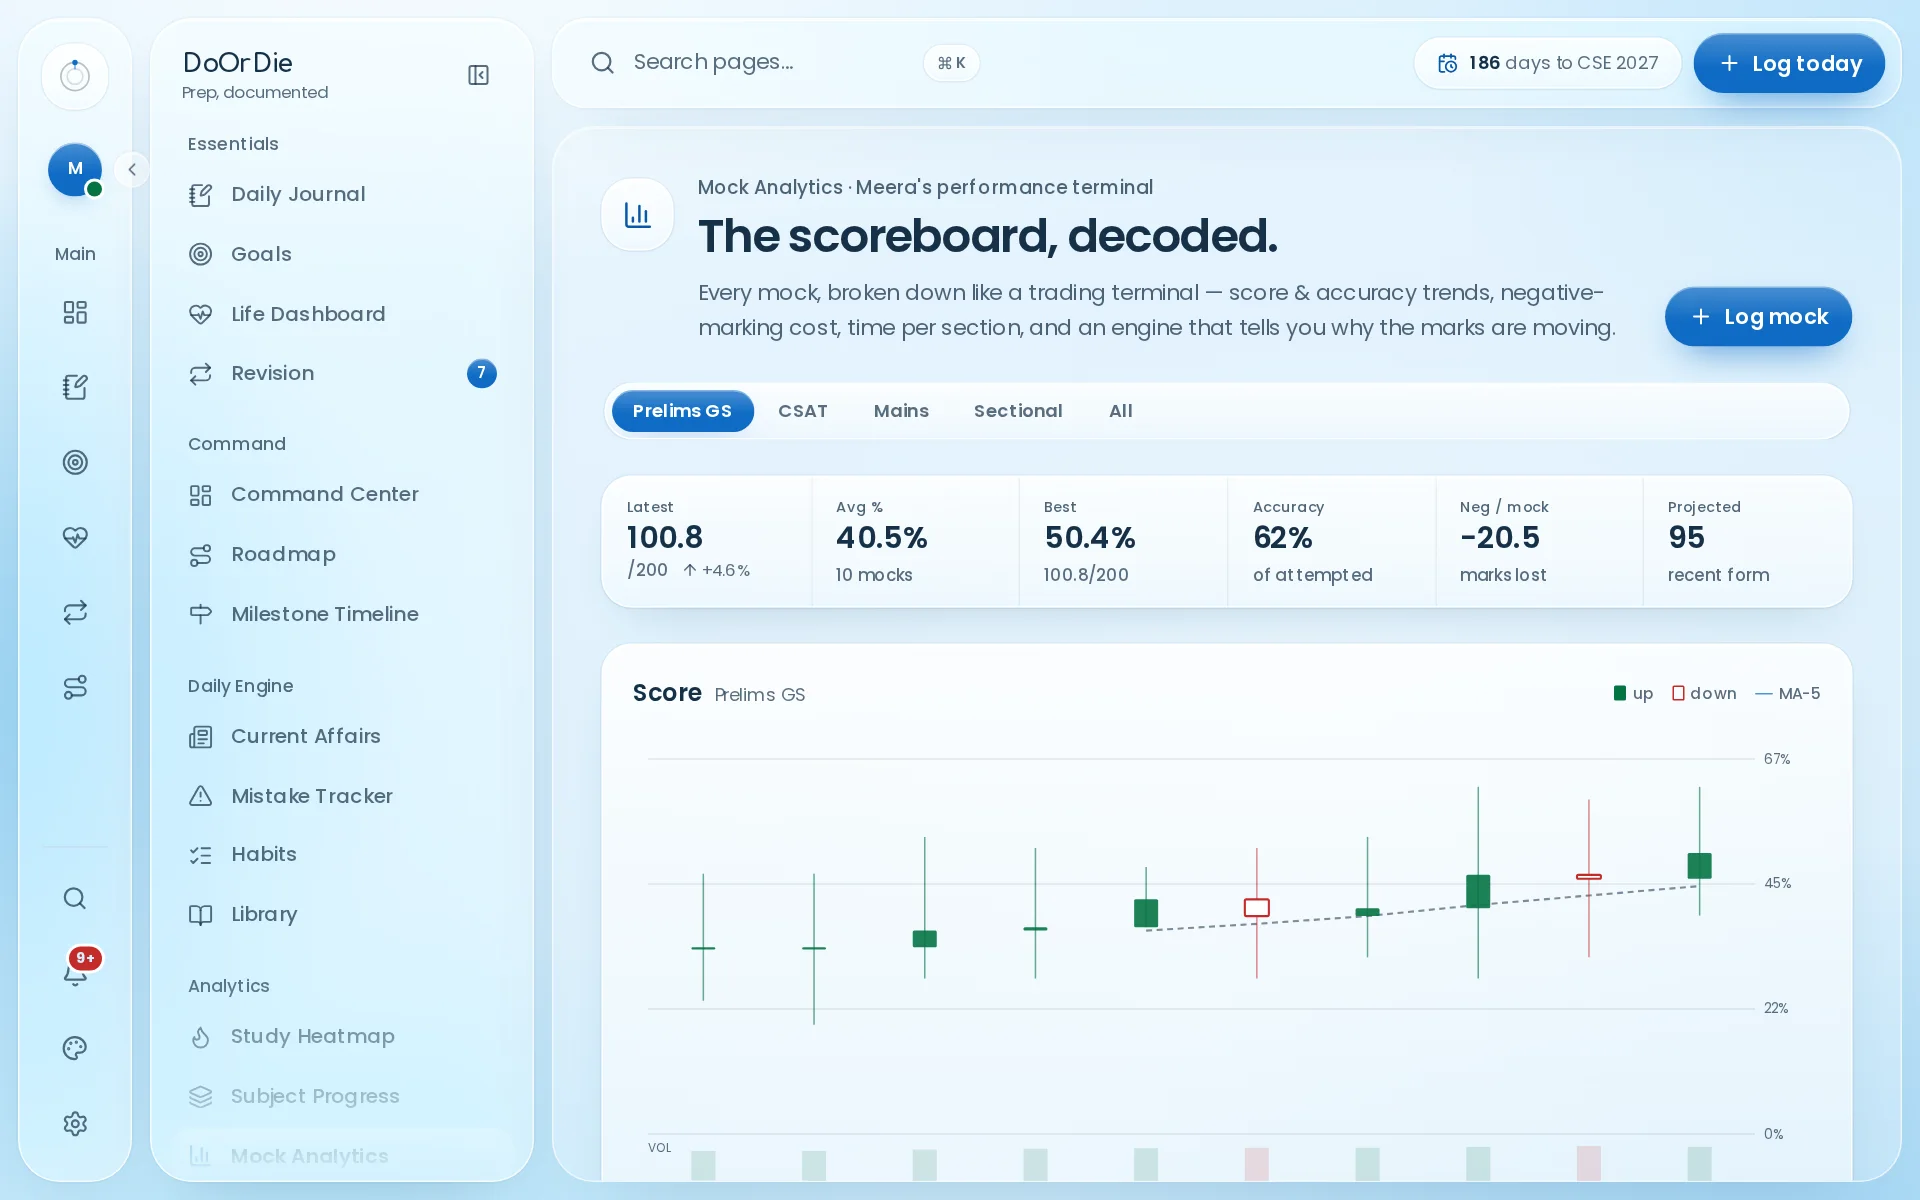 M
Main
9+
DoOrDie
Prep, documented
Essentials
Daily Journal
Goals
Life Dashboard
Revision 7
Command
Command Center
Roadmap
Milestone Timeline
Daily Engine
Current Affairs
Mistake Tracker
Habits
Library
Analytics
Study Heatmap
Subject Progress
Mock Analytics
Search pages... ⌘ K
186 days to CSE 2027
+ Log today
Mock Analytics · Meera's performance terminal
The scoreboard, decoded.
Every mock, broken down like a trading terminal — score & accuracy trends, negative-
marking cost, time per section, and an engine that tells you why the marks are moving.
+ Log mock
Prelims GS CSAT Mains Sectional All
Latest
100.8
/200 ↑ +4.6%
Avg %
40.5%
10 mocks
Best
50.4%
100.8/200
Accuracy
62%
of attempted
Neg / mock
−20.5
marks lost
Projected
95
recent form
Score Prelims GS
up down MA-5
67%
45%
22%
0%
VOL